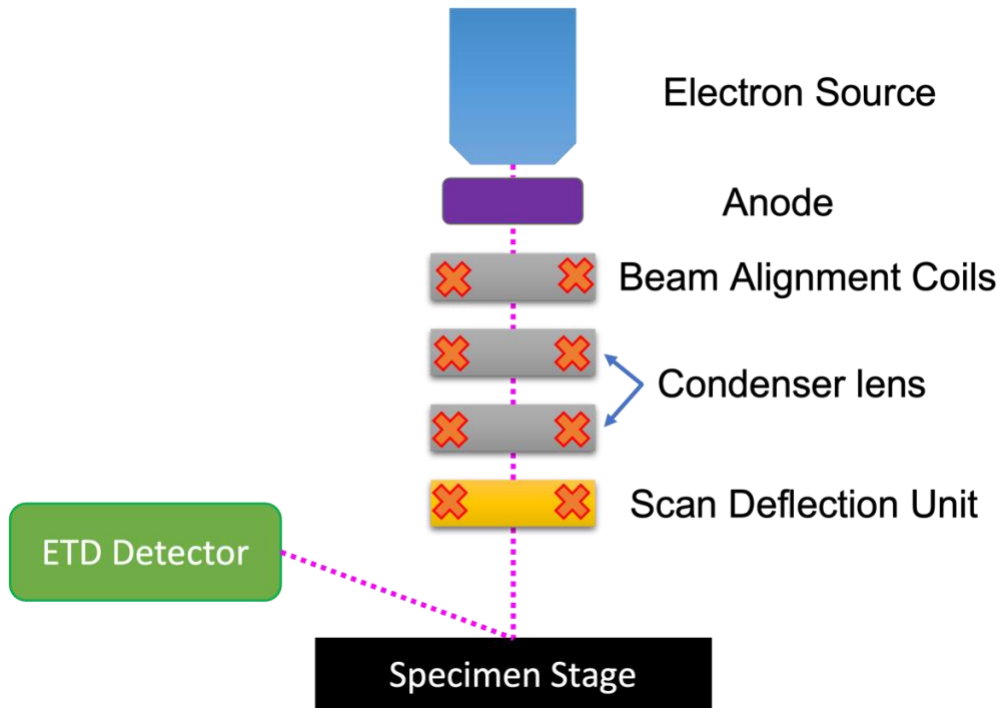 Electron Source
Anode
Beam Alignment Coils
Condenser lens
Scan Deflection Unit
ETD Detector
Specimen Stage